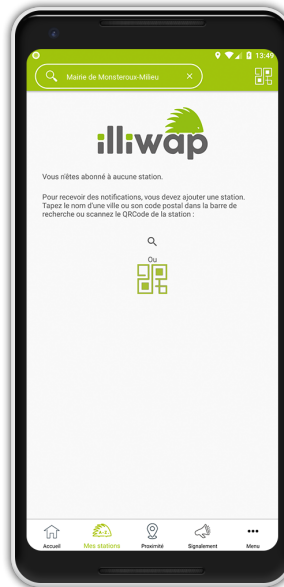 13:49
Mairie de Monsteroux-Milieu ×
illiwap
Vous n'êtes abonné à aucune station.
Pour recevoir des notifications, vous devez ajouter une station.
Tapez le nom d'une ville ou son code postal dans la barre de
recherche ou scannez le QRCode de la station :
Ou
A-Z
Accueil Mes stations Proximité Signalement Menu